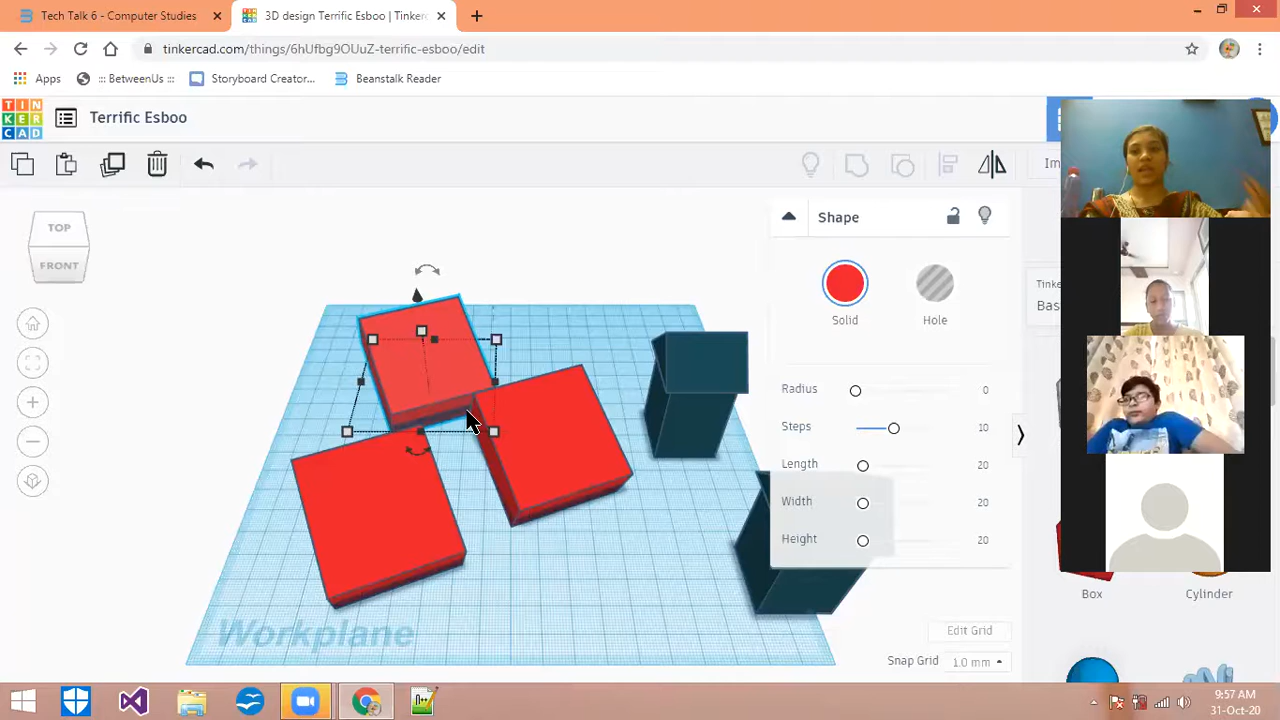 Tech Talk 6 - Computer Studies
3D design Terrific Esboo | Tinkerc
tinkercad.com/things/6hUfbg9OUuZ-terrific-esboo/edit
Apps
::: BetweenUs :::
Storyboard Creator...
Beanstalk Reader
TIN
KER
CAD
Terrific Esboo
Im
TOP
FRONT
Shape
Solid
Hole
Tinker
Bas
Radius 0
Steps 10
Length 20
Width 20
Height 20
Box
Cylinder
Workplane
Edit Grid
Snap Grid 1.0 mm
9:57 AM
31-Oct-20